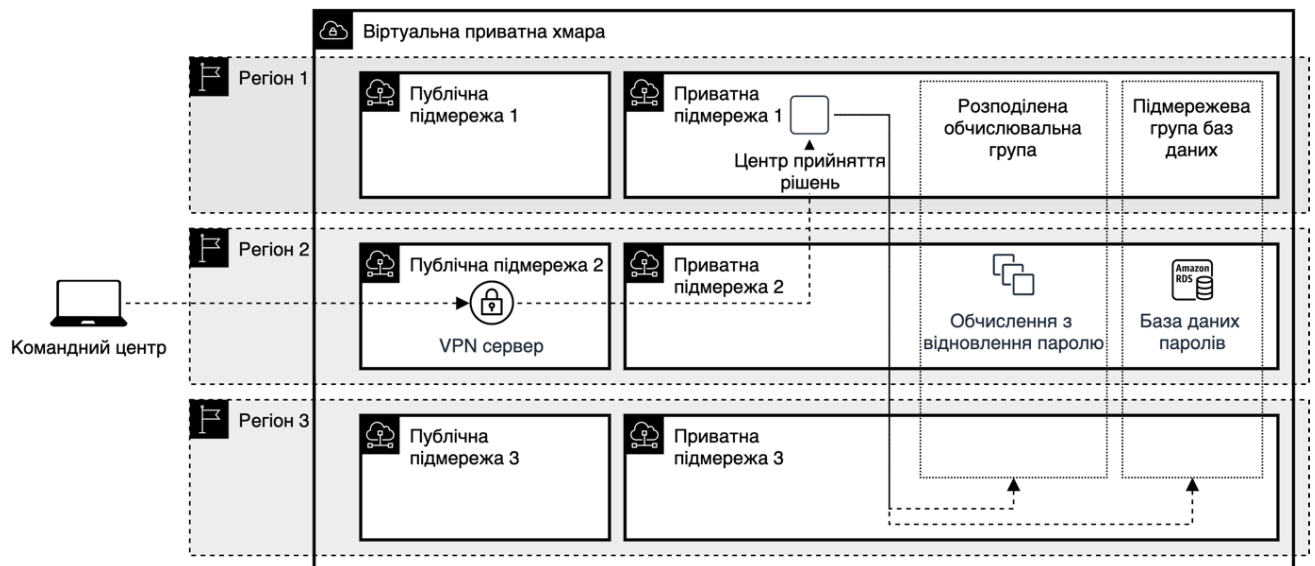 Віртуальна приватна хмара
Регіон 1
Публічна
підмережа 1
Приватна
підмережа 1
Центр прийняття
рішень
Розподілена
обчислювальна
група
Підмережева
група баз
даних
Регіон 2
Публічна підмережа 2
VPN сервер
Приватна
підмережа 2
Обчислення з
відновлення паролю
Amazon
RDS
База даних
паролів
Командний центр
Регіон 3
Публічна
підмережа 3
Приватна
підмережа 3